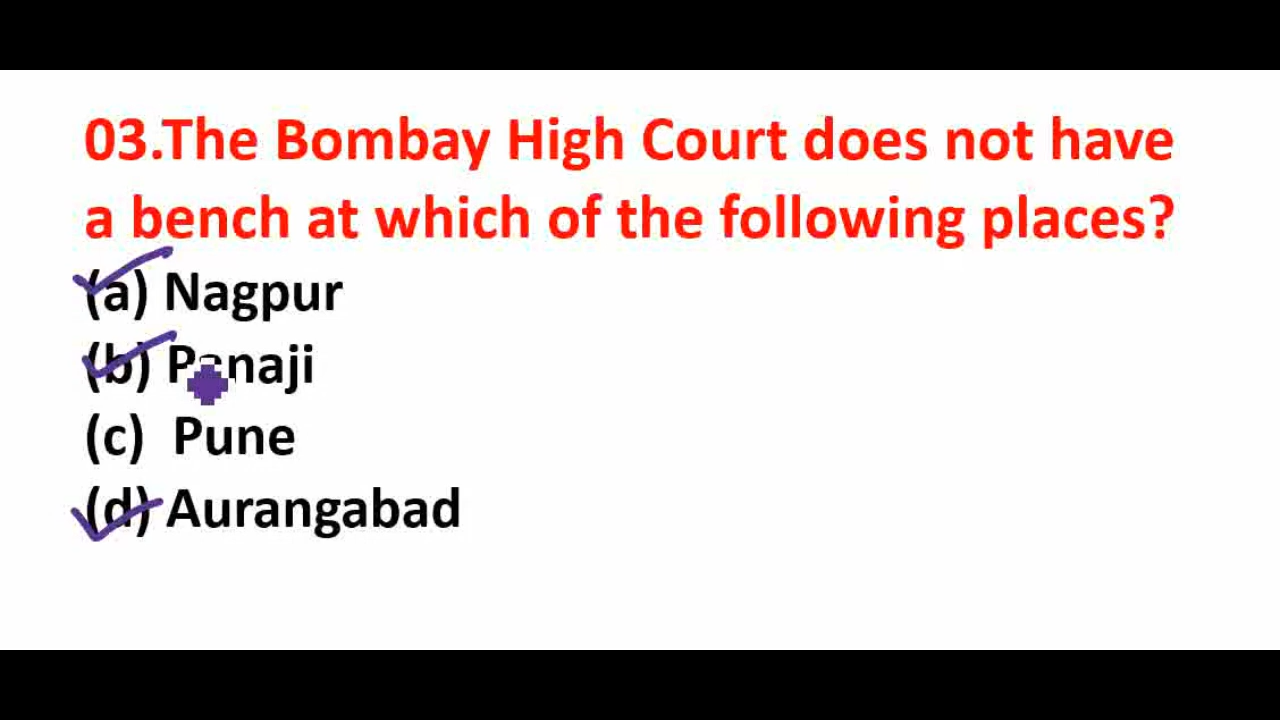 03.The Bombay High Court does not have
a bench at which of the following places?
(a) Nagpur
(b) Panaji
(c) Pune
(d) Aurangabad